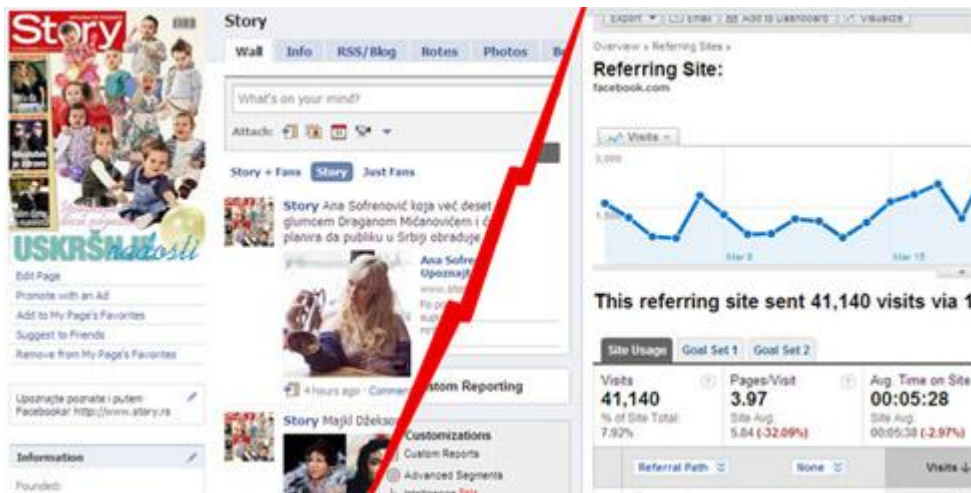 Story
USKRŠNJE
radosti
Edit Page
Promote with an Ad
Add to My Page's Favorites
Suggest to Friends
Remove from My Page's Favorites
Upoznajte poznate i putem
Facebooka! http://www.story.rs
Information
Founded:
Story
Wall Info RSS/Blog Notes Photos
What's on your mind?
Attach:
Story + Fans Story Just Fans
Story Ana Sofrenović koja već deset
glumcem Draganom Mićanovićem i
planira da publiku u Srbiji obraduje
Ana Sofre
Upoznajt
4 hours ago · Commen
Story Majkl Džekso
Custom Reporting
Customizations
Custom Reports
Advanced Segments
Intelligence Beta
Export Email Add to Dashboard Visualize
Overview » Referring Sites »
Referring Site:
facebook.com
Visits
3,000
1,500
Mar 8 Mar 15
This referring site sent 41,140 visits via 1
Site Usage Goal Set 1 Goal Set 2
Visits Pages/Visit Avg. Time on Site
41,140 3.97 00:05:28
% of Site Total: Site Avg: Site Avg:
7.92% 5.84 (-32.09%) 00:05:38 (-2.97%)
Referral Path None Visits